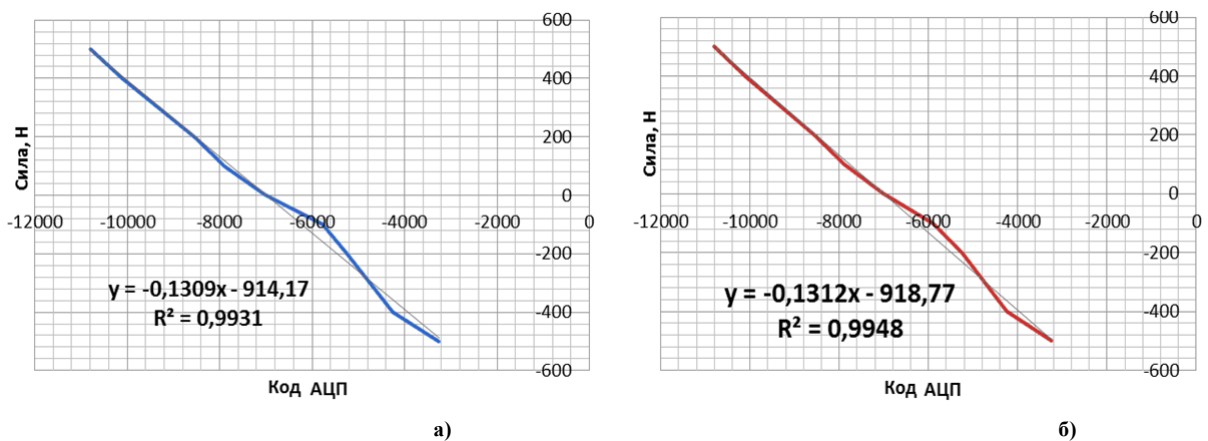 600
400
200
0
-12000 -10000 -8000 -6000 -4000 -2000 0
-200
-400
-600
Сила, Н
y = -0,1309x - 914,17
R² = 0,9931
Код АЦП
а)
600
400
200
0
-12000 -10000 -8000 -6000 -4000 -2000 0
-200
-400
-600
Сила, Н
y = -0,1312x - 918,77
R² = 0,9948
Код АЦП
б)